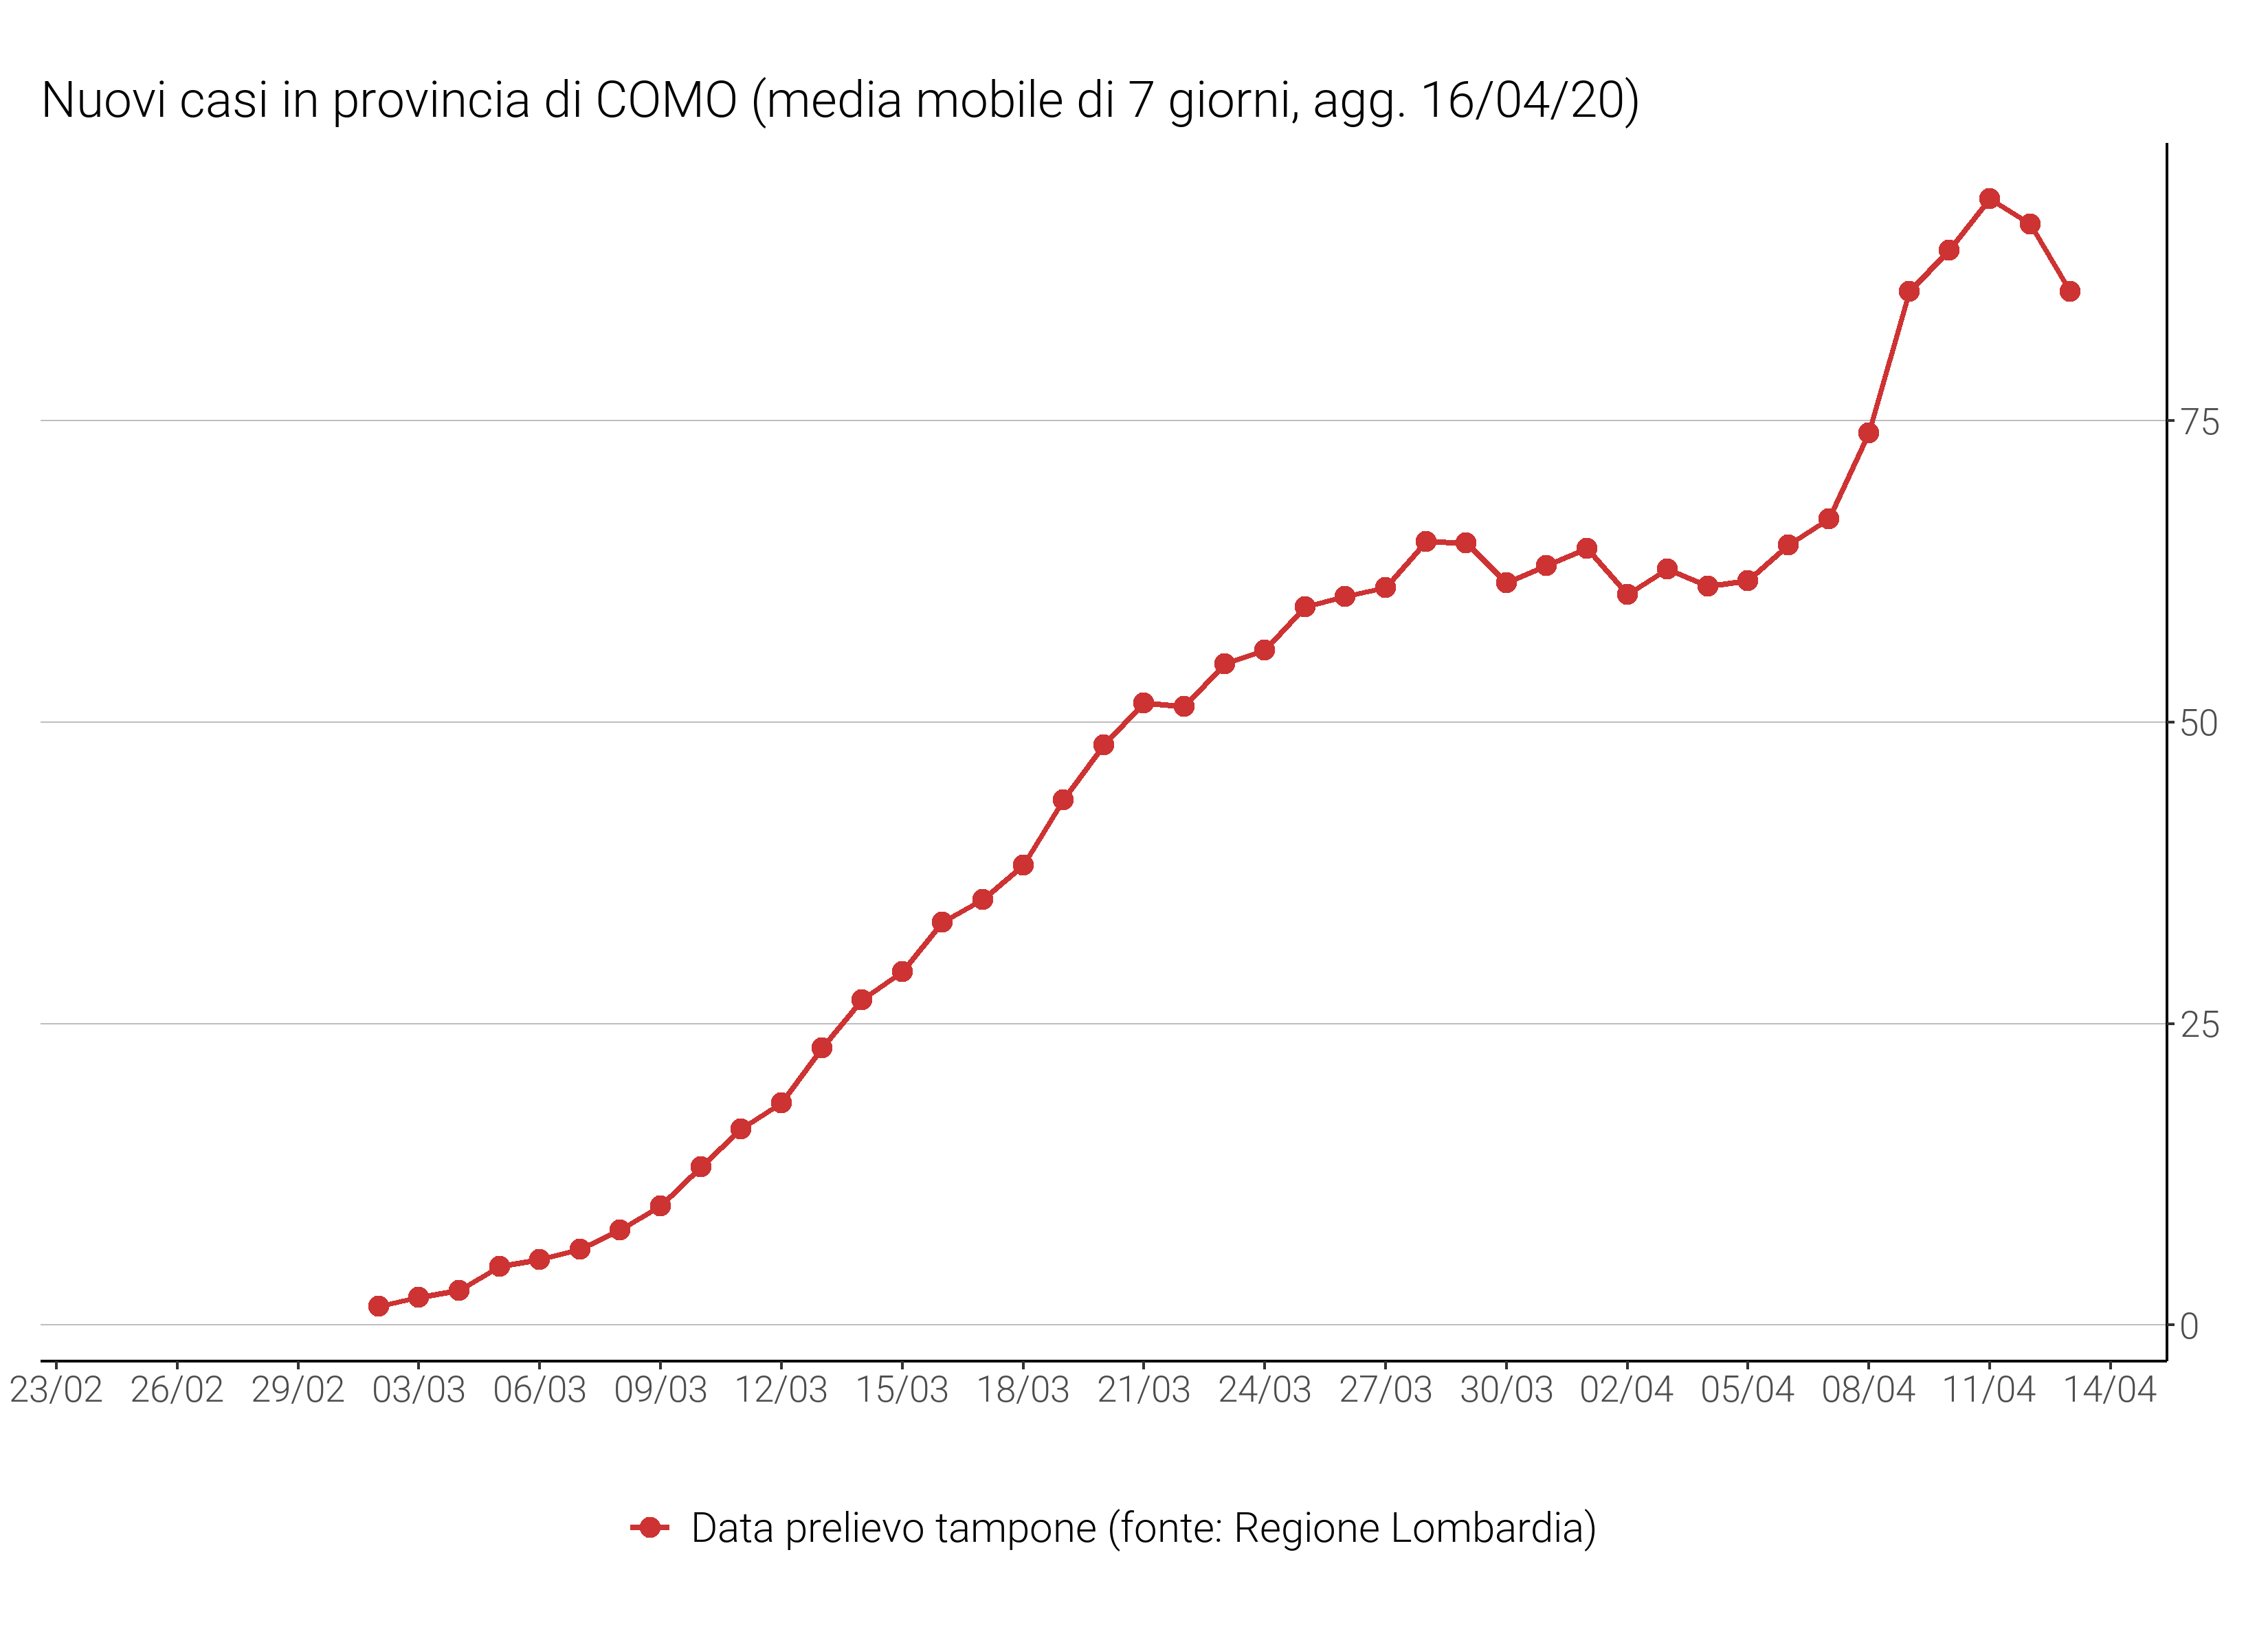 Nuovi casi in provincia di COMO (media mobile di 7 giorni, agg. 16/04/20)
75
50
25
0
23/02 26/02 29/02 03/03 06/03 09/03 12/03 15/03 18/03 21/03 24/03 27/03 30/03 02/04 05/04 08/04 11/04 14/04
Data prelievo tampone (fonte: Regione Lombardia)